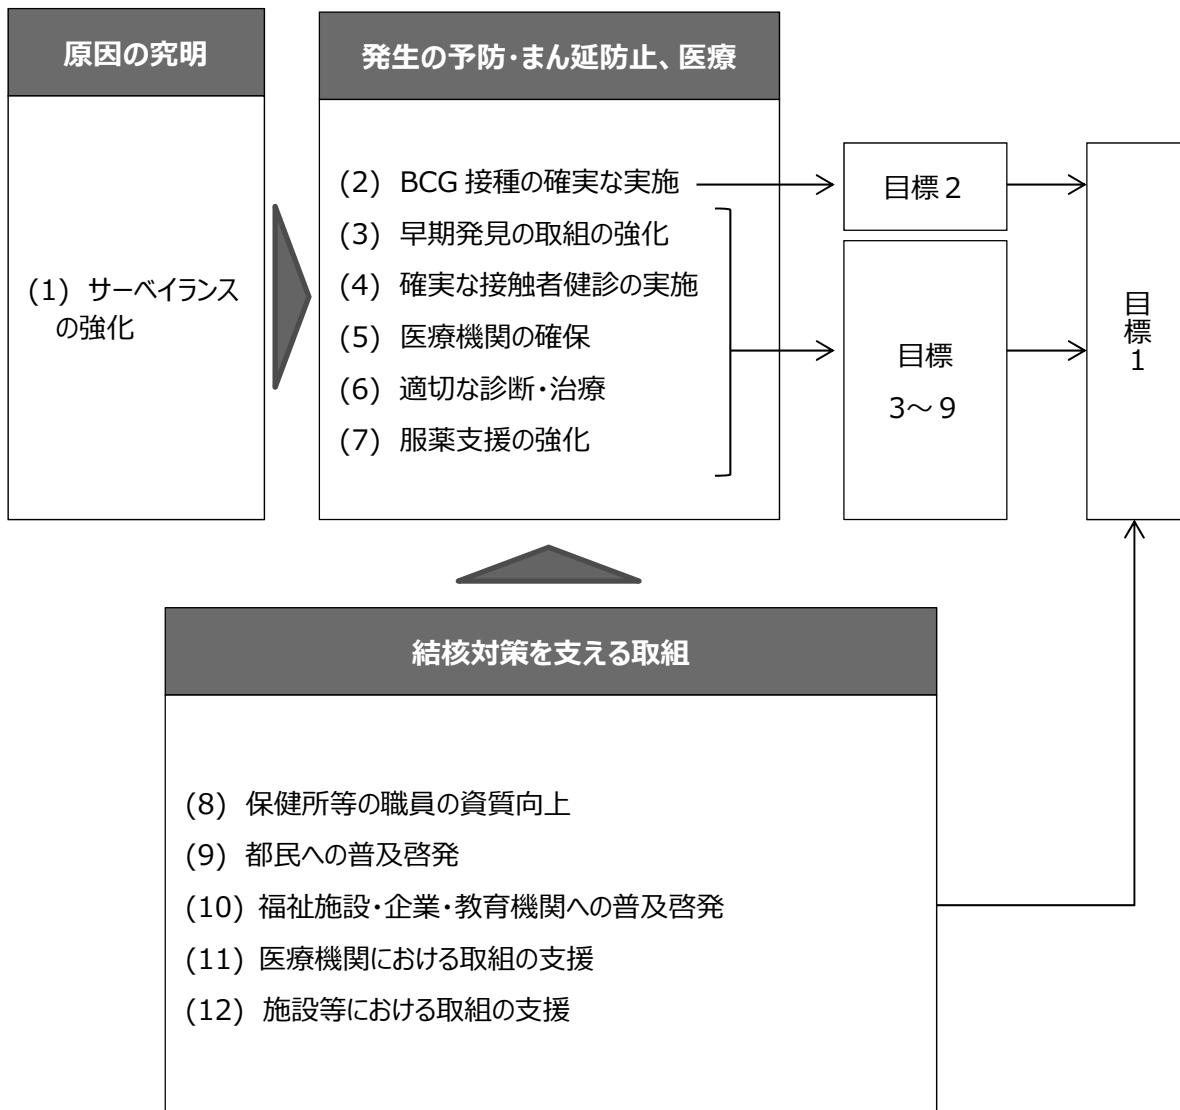 原因の究明
(1) サーベイランス
の強化
発生の予防・まん延防止、医療
(2) BCG 接種の確実な実施
(3) 早期発見の取組の強化
(4) 確実な接触者健診の実施
(5) 医療機関の確保
(6) 適切な診断・治療
(7) 服薬支援の強化
目標２
目標
3～９
目標１
結核対策を支える取組
(8) 保健所等の職員の資質向上
(9) 都民への普及啓発
(10) 福祉施設・企業・教育機関への普及啓発
(11) 医療機関における取組の支援
(12) 施設等における取組の支援